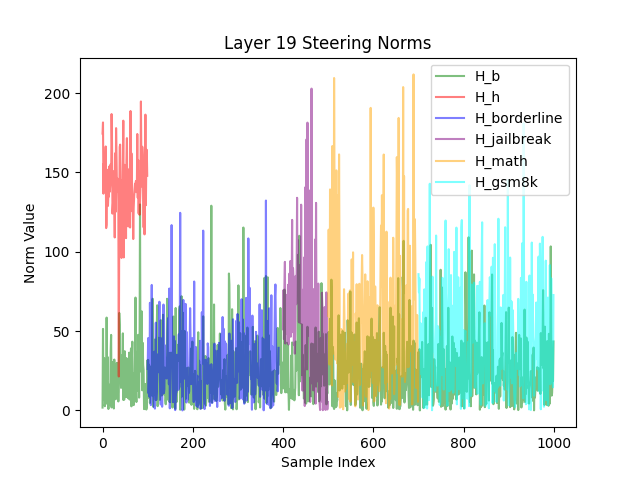 Layer 19 Steering Norms
H_b
H_h
H_borderline
H_jailbreak
H_math
H_gsm8k
200
150
100
50
0
Norm Value
0
200
400
600
800
1000
Sample Index